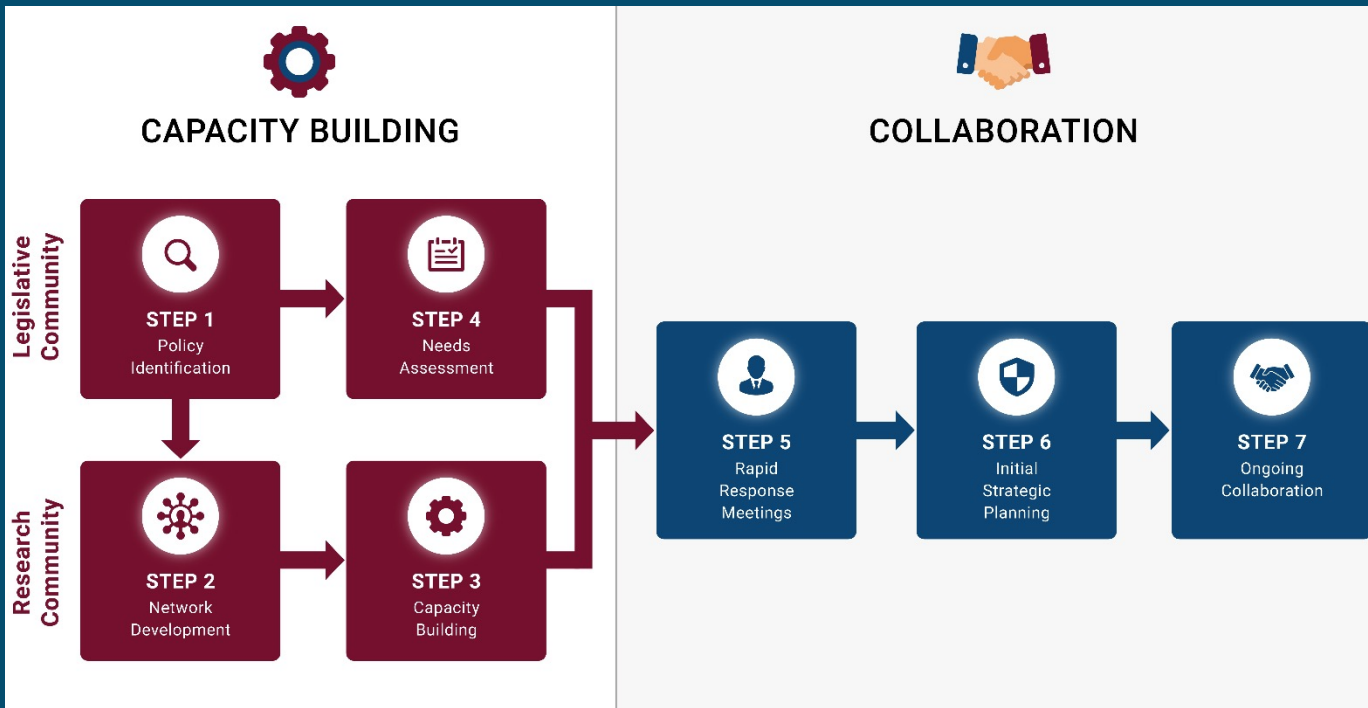 CAPACITY BUILDING
COLLABORATION
Legislative
Community
STEP 1
Policy
Identification
STEP 4
Needs
Assessment
Research
Community
STEP 2
Network
Development
STEP 3
Capacity
Building
STEP 5
Rapid
Response
Meetings
STEP 6
Initial
Strategic
Planning
STEP 7
Ongoing
Collaboration